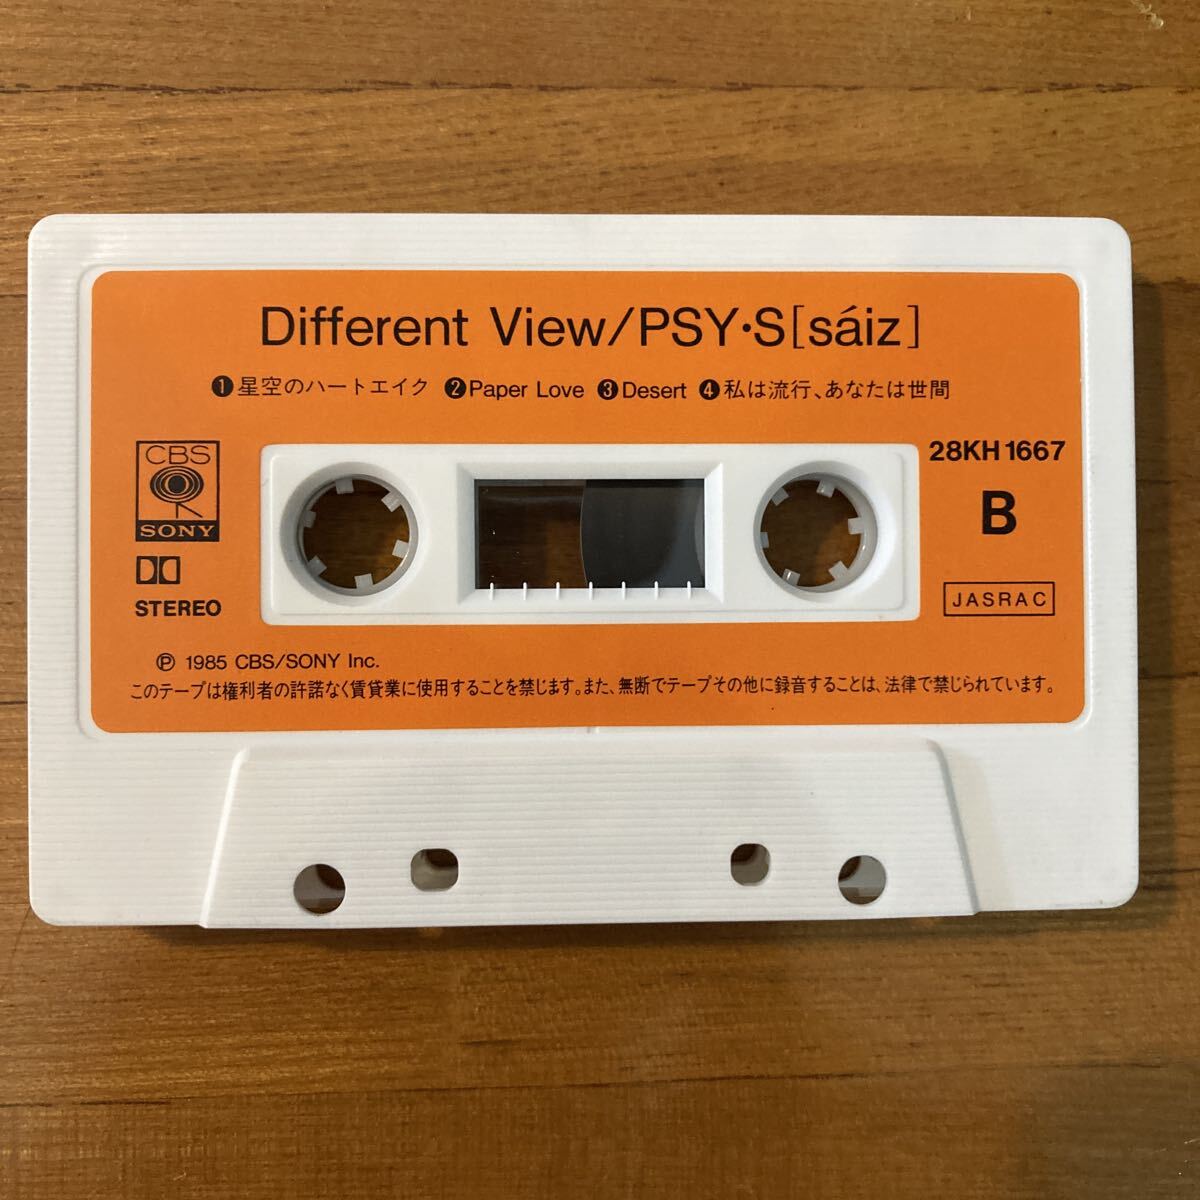 Different View/PSY・S[sáiz]
❶星空のハートエイク ❷Paper Love ❸Desert ❹私は流行、あなたは世間
CBS
SONY
28KH1667
B
STEREO
JASRAC
Ⓟ 1985 CBS/SONY Inc.
このテープは権利者の許諾なく賃貸業に使用することを禁じます。また、無断でテープその他に録音することは、法律で禁じられています。